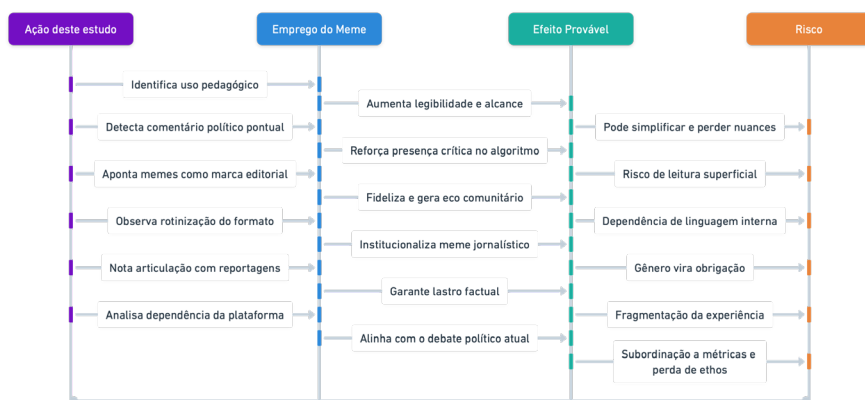 Ação deste estudo
Emprego do Meme
Efeito Provável
Risco
Identifica uso pedagógico
Aumenta legibilidade e alcance
Detecta comentário político pontual
Pode simplificar e perder nuances
Reforça presença crítica no algoritmo
Aponta memes como marca editorial
Risco de leitura superficial
Fideliza e gera eco comunitário
Observa rotinização do formato
Dependência de linguagem interna
Institucionaliza meme jornalístico
Nota articulação com reportagens
Gênero vira obrigação
Garante lastro factual
Analisa dependência da plataforma
Fragmentação da experiência
Alinha com o debate político atual
Subordinação a métricas e
perda de ethos